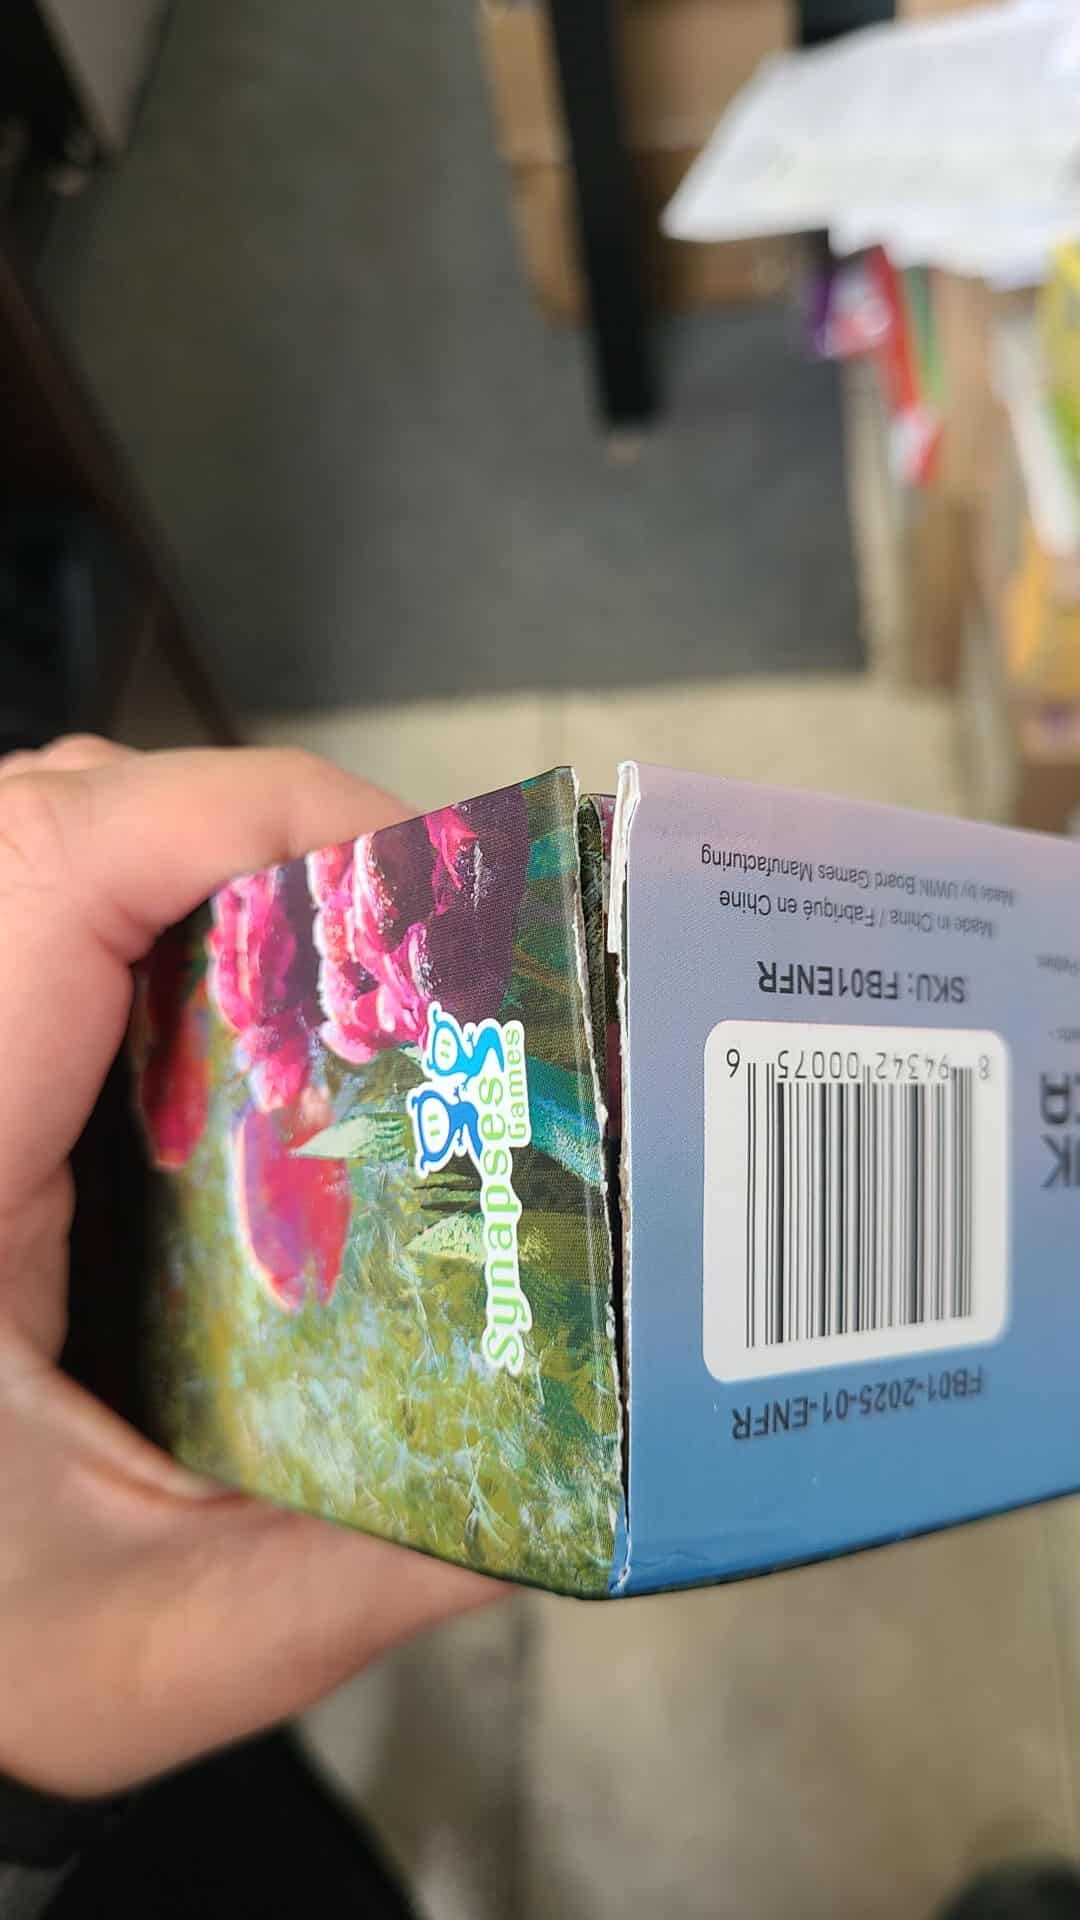 Synapses
Games
FB01-2025-01-ENFR
8 94342 00075 6
SKU: FB01ENFR
Made in China / Fabriqué en Chine
Made by UWIN Board Games Manufacturing